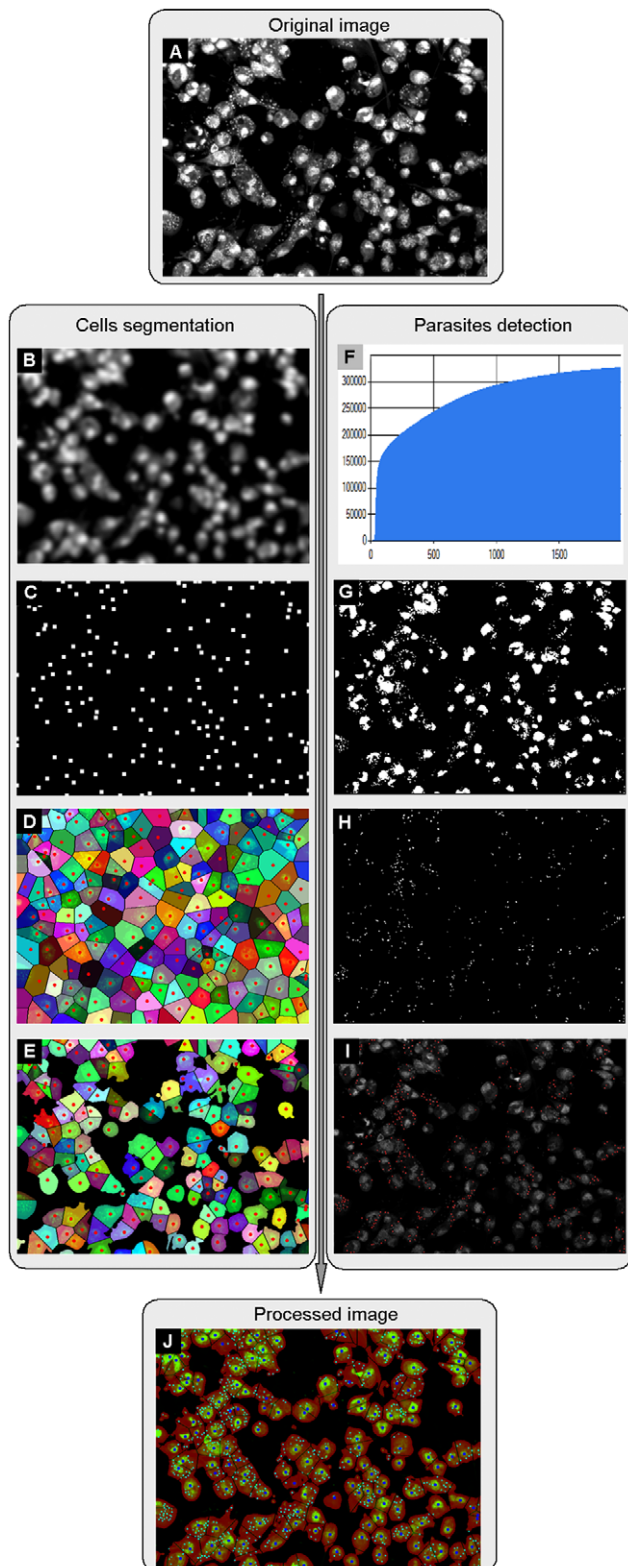 Original image
A
Cells segmentation
B
C
D
E
Parasites detection
F
300000
250000
200000
150000
100000
50000
0
0 500 1000 1500
G
H
I
Processed image
J